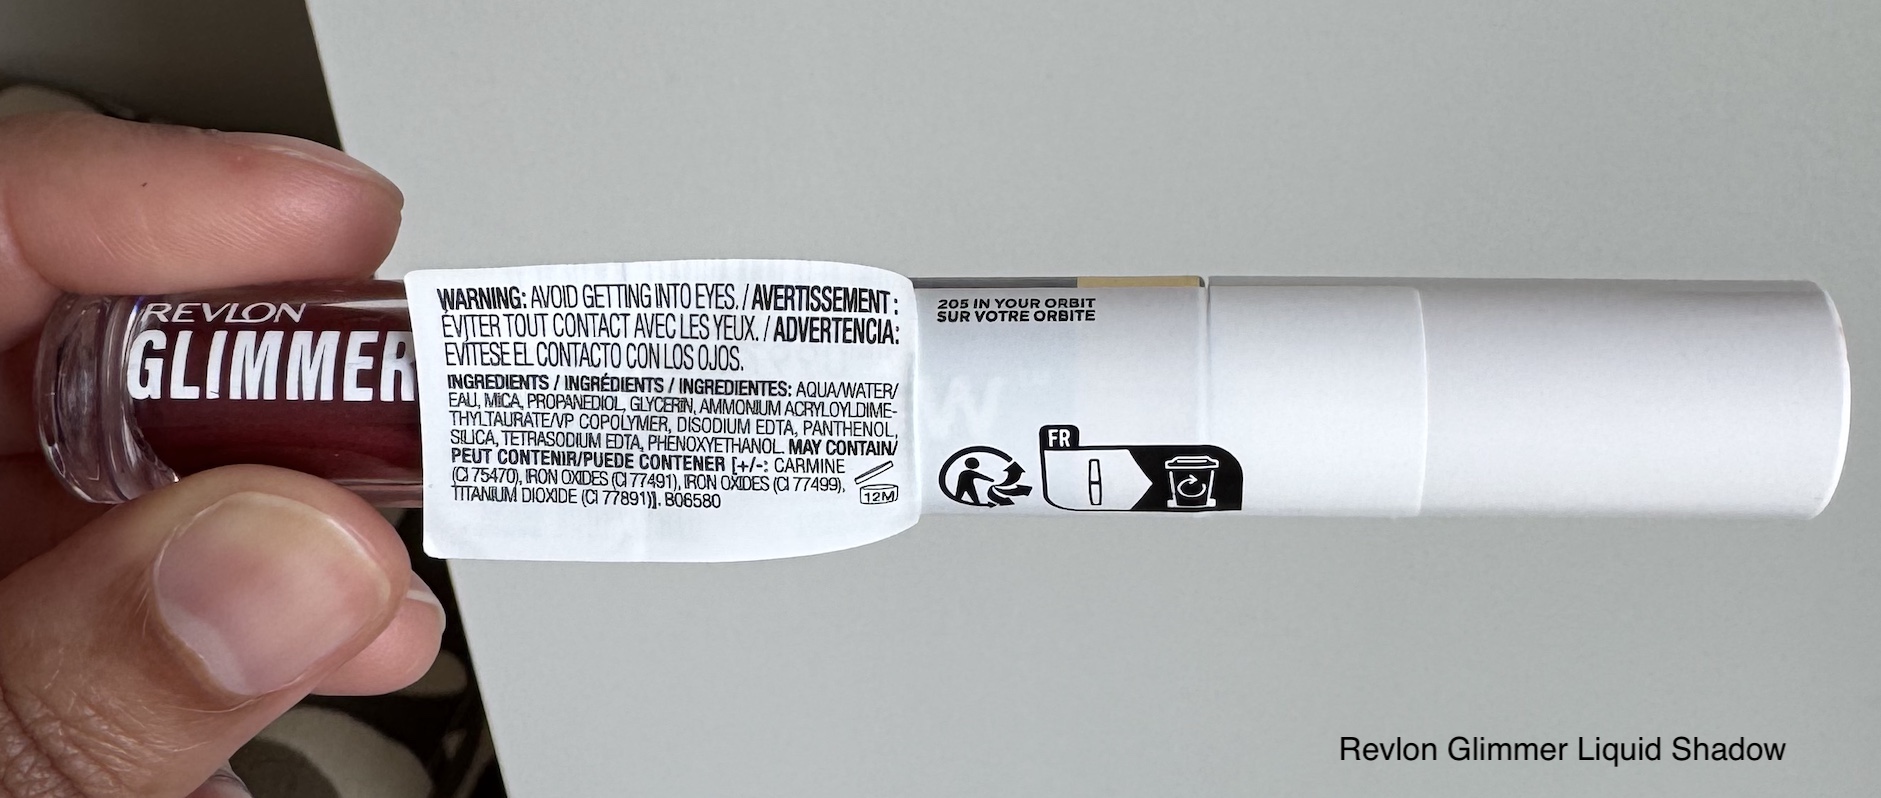 REVLON
GLIMMER
WARNING: AVOID GETTING INTO EYES. / AVERTISSEMENT :
ÉVITER TOUT CONTACT AVEC LES YEUX. / ADVERTENCIA:
EVÍTESE EL CONTACTO CON LOS OJOS.
INGREDIENTS / INGRÉDIENTS / INGREDIENTES: AQUA/WATER/
EAU, MICA, PROPANEDIOL, GLYCERIN, AMMONIUM ACRYLOYLDIME-
THYLTAURATE/VP COPOLYMER, DISODIUM EDTA, PANTHENOL,
SILICA, TETRASODIUM EDTA, PHENOXYETHANOL. MAY CONTAIN/
PEUT CONTENIR/PUEDE CONTENER [+/-: CARMINE
(CI 75470), IRON OXIDES (CI 77491), IRON OXIDES (CI 77499),
TITANIUM DIOXIDE (CI 77891)]. B06580
12M
205 IN YOUR ORBIT
SUR VOTRE ORBITE
FR
Revlon Glimmer Liquid Shadow